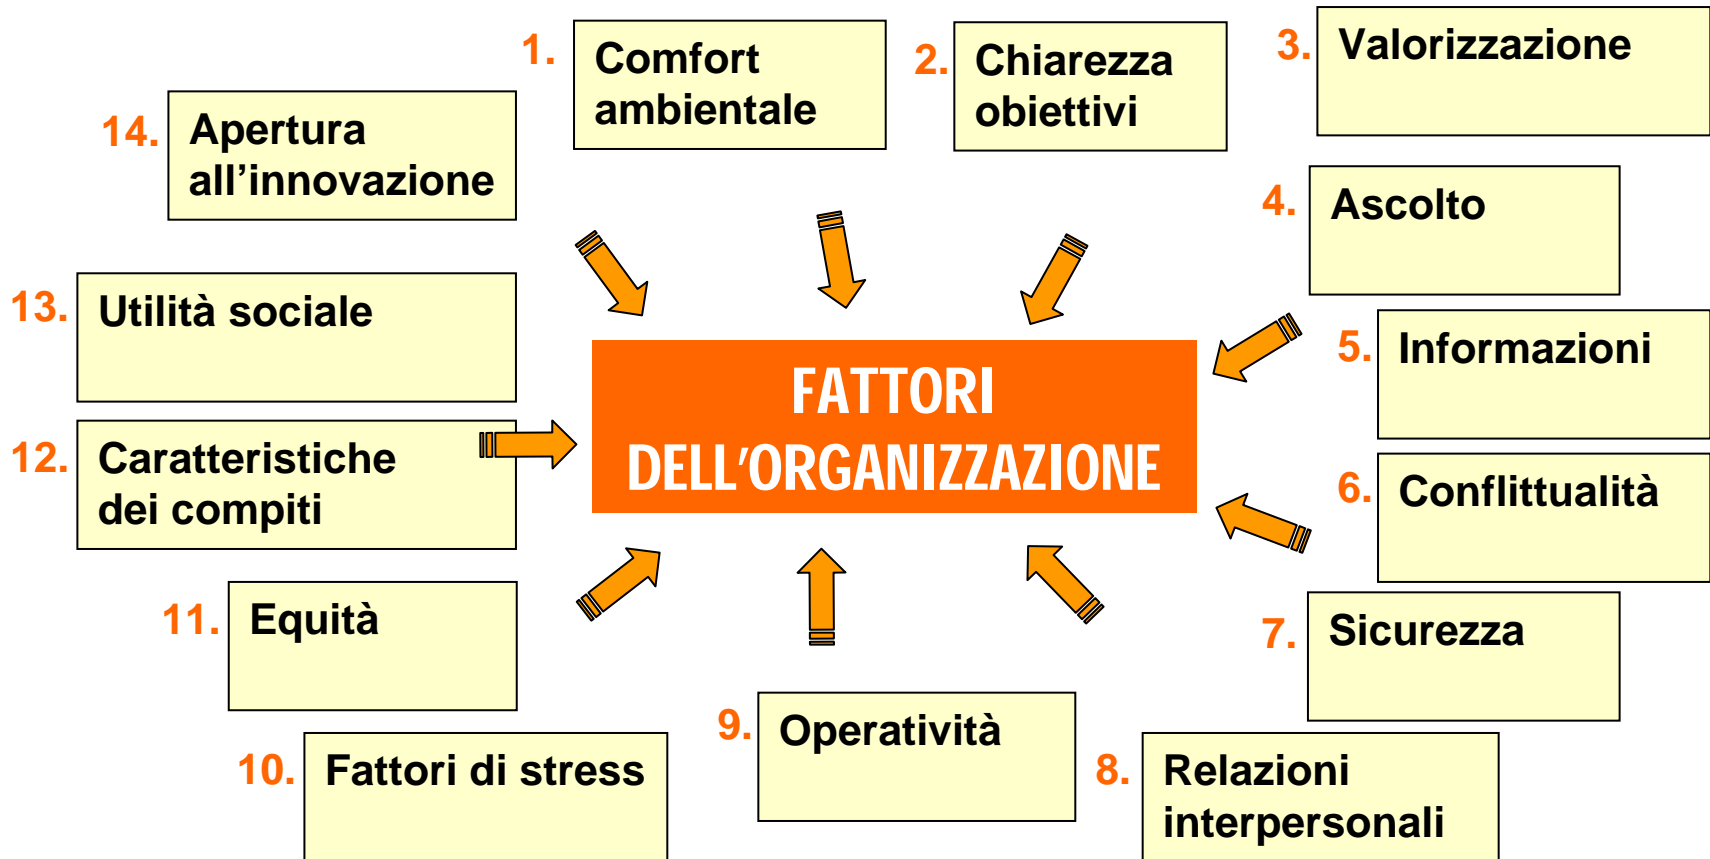 1. Comfort
ambientale
2. Chiarezza
obiettivi
3. Valorizzazione
4. Ascolto
5. Informazioni
6. Conflittualità
7. Sicurezza
8. Relazioni
interpersonali
9. Operatività
10. Fattori di stress
11. Equità
12. Caratteristiche
dei compiti
13. Utilità sociale
14. Apertura
all’innovazione
FATTORI
DELL’ORGANIZZAZIONE